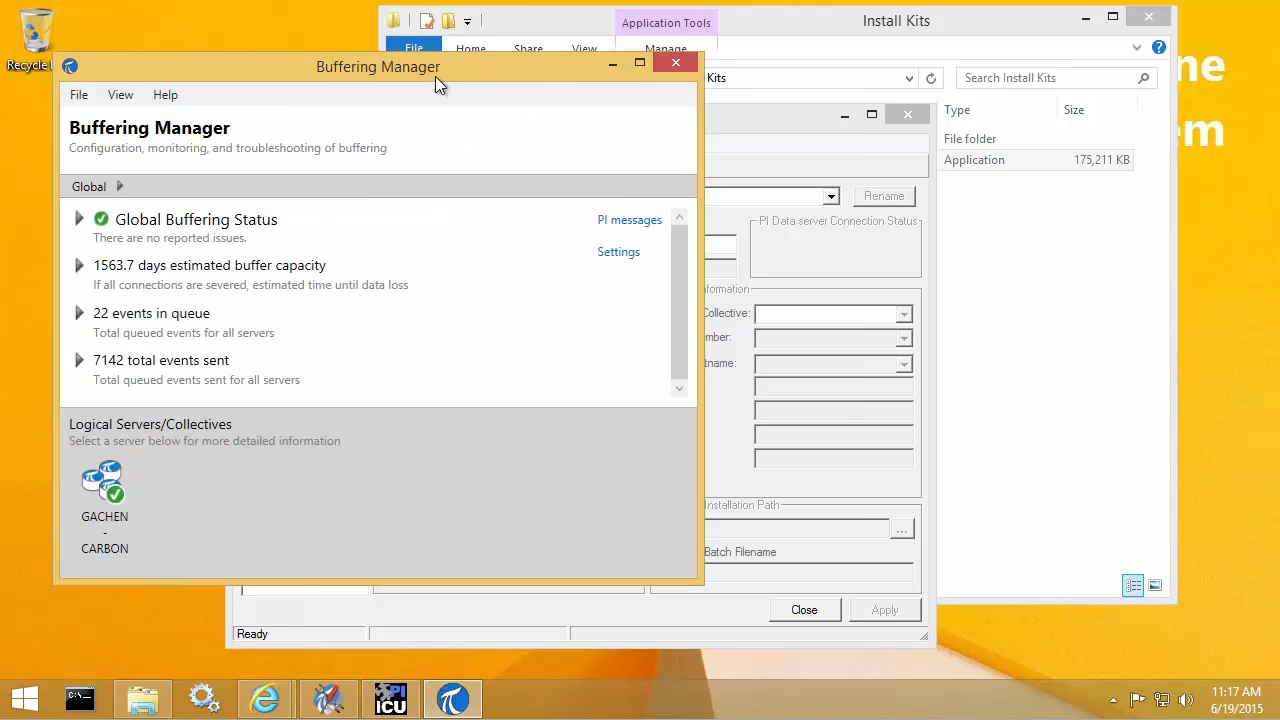 Recycle
Application Tools
Install Kits
File
Home
Share
View
Manage
Kits
Search Install Kits
ne
em
Type
Size
File folder
Application
175,211 KB
Rename
PI Data server Connection Status
formation
Collective:
mber:
tname:
Installation Path
...
Batch Filename
Close
Apply
Ready
Buffering Manager
File
View
Help
Buffering Manager
Configuration, monitoring, and troubleshooting of buffering
Global
Global Buffering Status
There are no reported issues.
PI messages
Settings
1563.7 days estimated buffer capacity
If all connections are severed, estimated time until data loss
22 events in queue
Total queued events for all servers
7142 total events sent
Total queued events sent for all servers
Logical Servers/Collectives
Select a server below for more detailed information
GACHEN
-
CARBON
C:\
PI
ICU
11:17 AM
6/19/2015